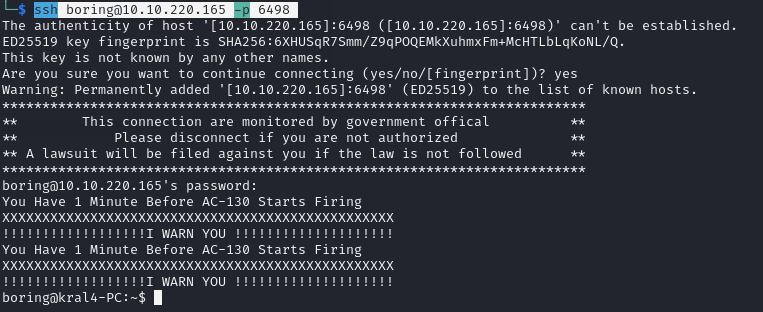 └─$ ssh boring@10.10.220.165 -p 6498
The authenticity of host '[10.10.220.165]:6498 ([10.10.220.165]:6498)' can't be established.
ED25519 key fingerprint is SHA256:6XHUSqR7Smm/Z9qPOQEMkXuhmxFm+McHTLbLqKoNL/Q.
This key is not known by any other names.
Are you sure you want to continue connecting (yes/no/[fingerprint])? yes
Warning: Permanently added '[10.10.220.165]:6498' (ED25519) to the list of known hosts.
*************************************************************************
**        This connection are monitored by government offical          **
**            Please disconnect if you are not authorized              **
** A lawsuit will be filed against you if the law is not followed      **
*************************************************************************
boring@10.10.220.165's password:
You Have 1 Minute Before AC-130 Starts Firing
XXXXXXXXXXXXXXXXXXXXXXXXXXXXXXXXXXXXXXXXXXXXXXXXX
!!!!!!!!!!!!!!!!!!I WARN YOU !!!!!!!!!!!!!!!!!!!!
You Have 1 Minute Before AC-130 Starts Firing
XXXXXXXXXXXXXXXXXXXXXXXXXXXXXXXXXXXXXXXXXXXXXXXXX
!!!!!!!!!!!!!!!!!!I WARN YOU !!!!!!!!!!!!!!!!!!!!
boring@kral4-PC:~$